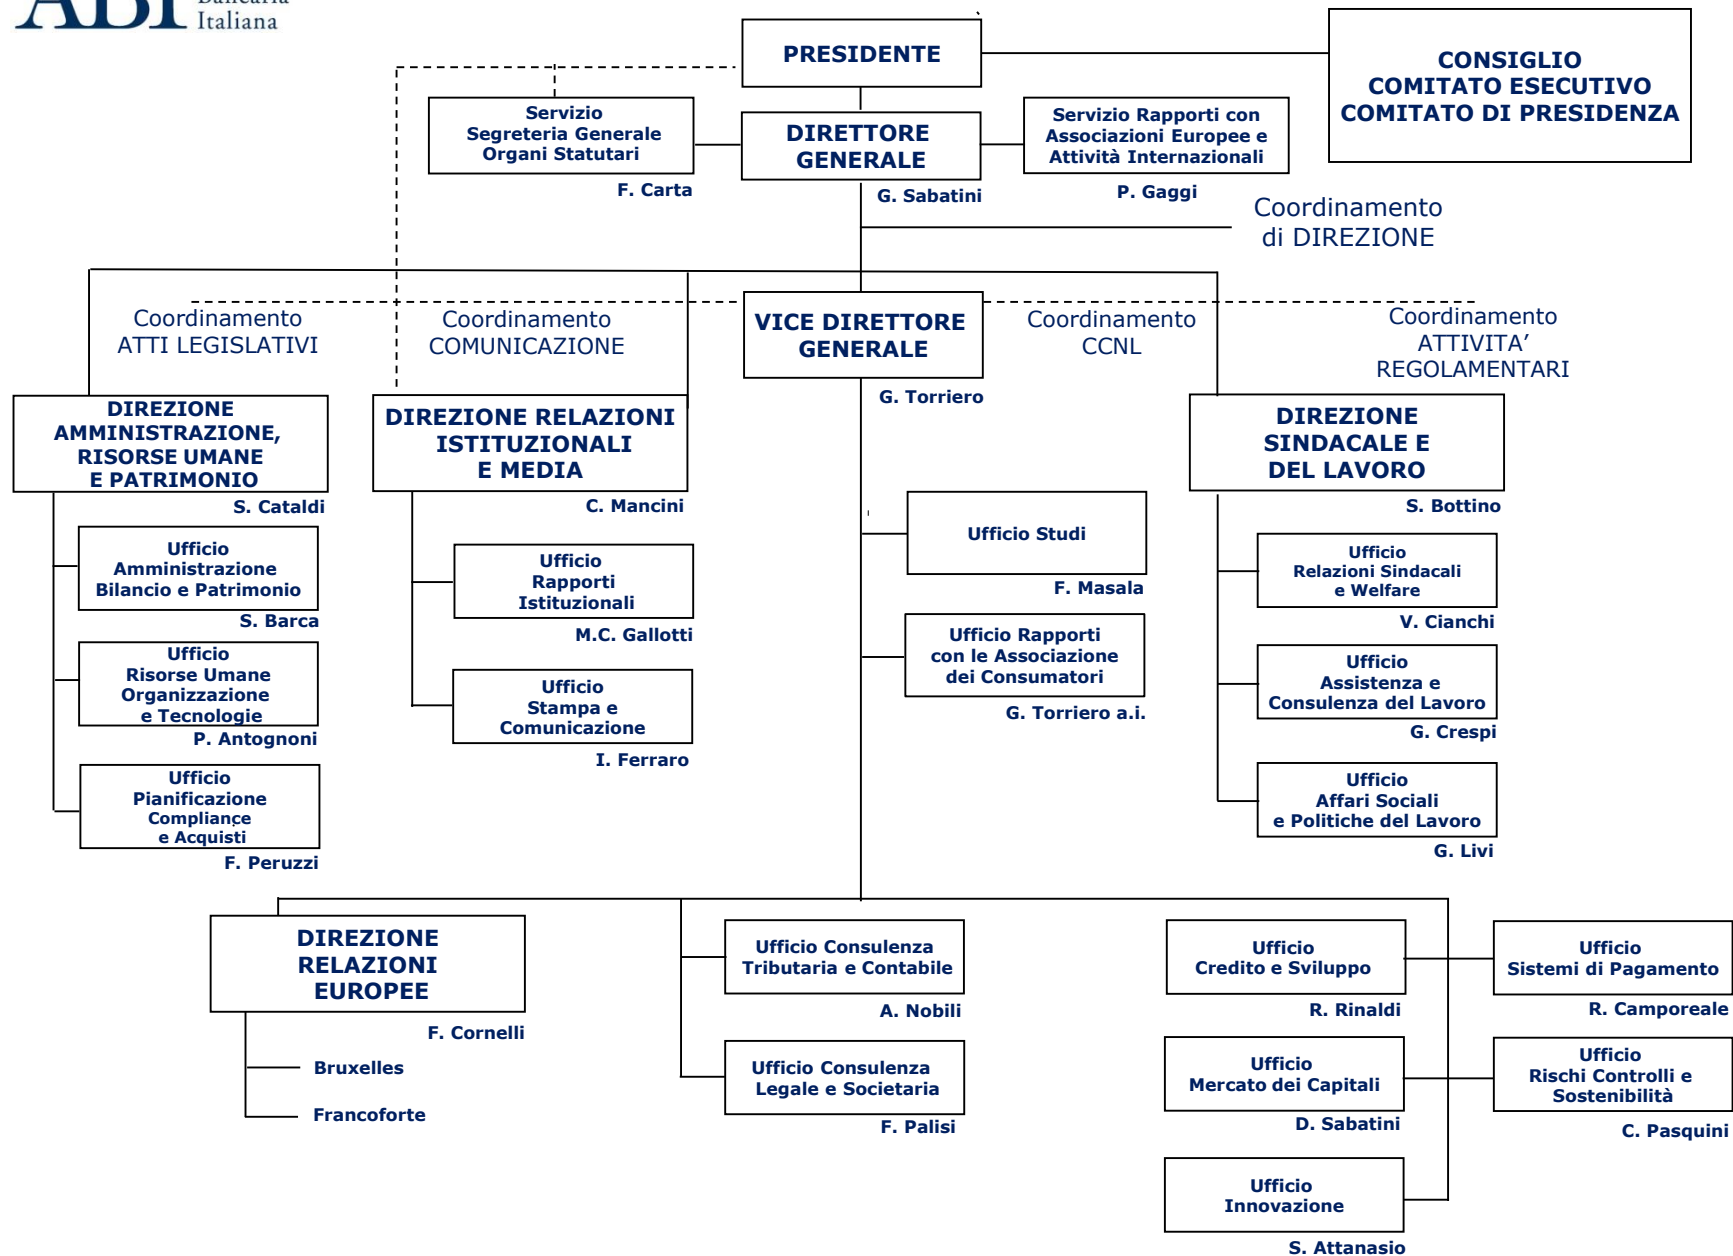 ABI
Bancaria
Italiana
PRESIDENTE
CONSIGLIO
COMITATO ESECUTIVO
COMITATO DI PRESIDENZA
Servizio
Segreteria Generale
Organi Statutari
F. Carta
DIRETTORE
GENERALE
G. Sabatini
Servizio Rapporti con
Associazioni Europee e
Attività Internazionali
P. Gaggi
Coordinamento
di DIREZIONE
Coordinamento
ATTI LEGISLATIVI
Coordinamento
COMUNICAZIONE
VICE DIRETTORE
GENERALE
G. Torriero
Coordinamento
CCNL
Coordinamento
ATTIVITA’
REGOLAMENTARI
DIREZIONE
AMMINISTRAZIONE,
RISORSE UMANE
E PATRIMONIO
S. Cataldi
Ufficio
Amministrazione
Bilancio e Patrimonio
S. Barca
Ufficio
Risorse Umane
Organizzazione
e Tecnologie
P. Antognoni
Ufficio
Pianificazione
Compliance
e Acquisti
F. Peruzzi
DIREZIONE RELAZIONI
ISTITUZIONALI
E MEDIA
C. Mancini
Ufficio
Rapporti
Istituzionali
M.C. Gallotti
Ufficio
Stampa e
Comunicazione
I. Ferraro
Ufficio Studi
F. Masala
Ufficio Rapporti
con le Associazione
dei Consumatori
G. Torriero a.i.
DIREZIONE
SINDACALE E
DEL LAVORO
S. Bottino
Ufficio
Relazioni Sindacali
e Welfare
V. Cianchi
Ufficio
Assistenza e
Consulenza del Lavoro
G. Crespi
Ufficio
Affari Sociali
e Politiche del Lavoro
G. Livi
DIREZIONE
RELAZIONI
EUROPEE
F. Cornelli
Bruxelles
Francoforte
Ufficio Consulenza
Tributaria e Contabile
A. Nobili
Ufficio Consulenza
Legale e Societaria
F. Palisi
Ufficio
Credito e Sviluppo
R. Rinaldi
Ufficio
Sistemi di Pagamento
R. Camporeale
Ufficio
Mercato dei Capitali
D. Sabatini
Ufficio
Rischi Controlli e
Sostenibilità
C. Pasquini
Ufficio
Innovazione
S. Attanasio